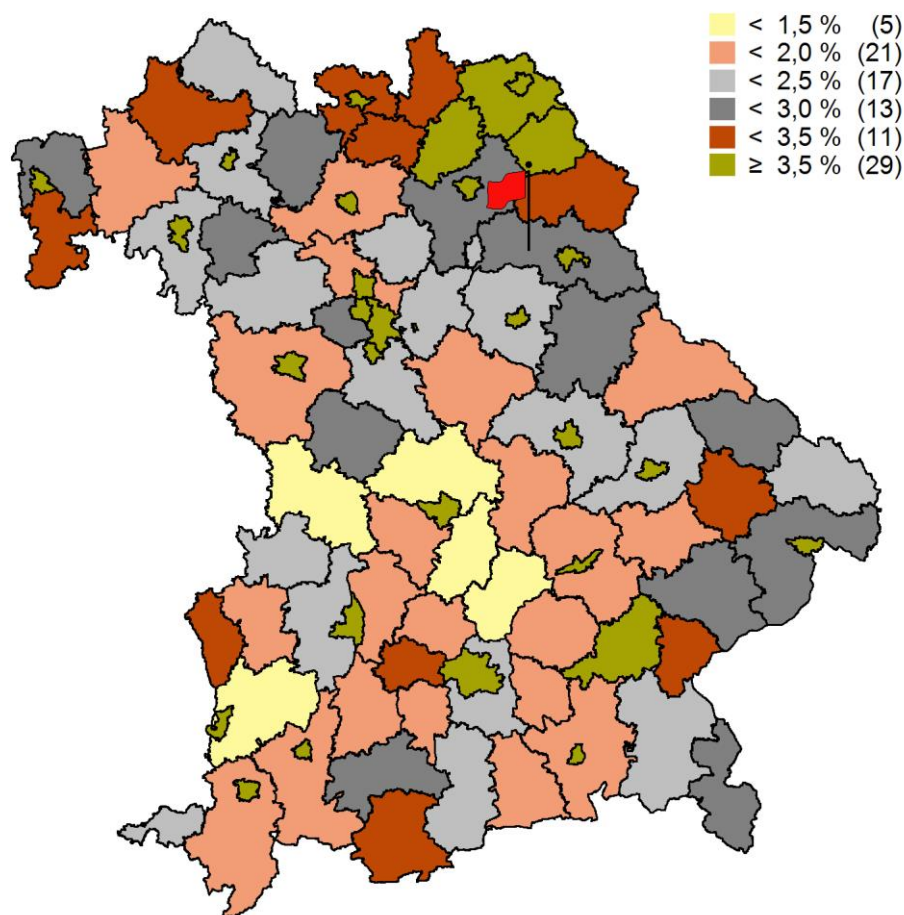 < 1,5 % (5)
< 2,0 % (21)
< 2,5 % (17)
< 3,0 % (13)
< 3,5 % (11)
≥ 3,5 % (29)